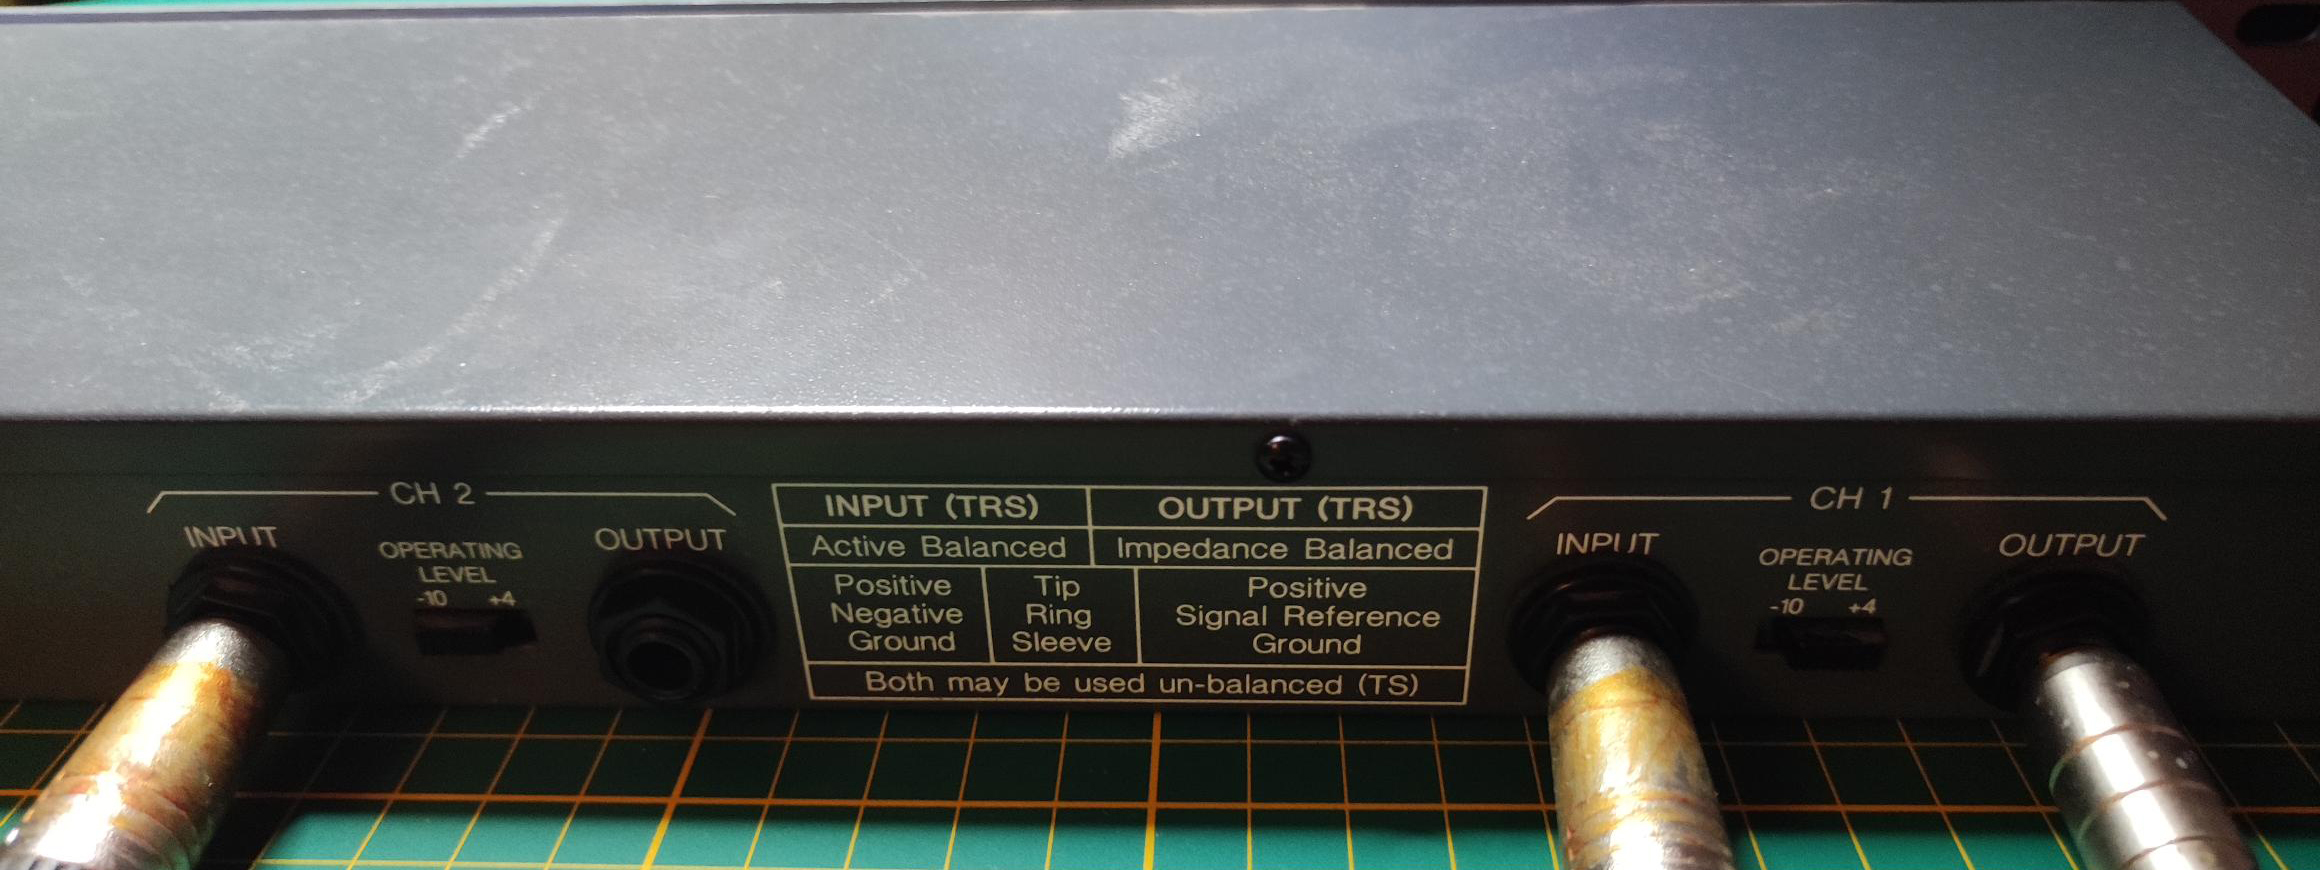 CH 2
INPUT
OPERATING
LEVEL
-10 +4
OUTPUT
INPUT (TRS) OUTPUT (TRS)
Active Balanced Impedance Balanced
Positive Tip Positive
Negative Ring Signal Reference
Ground Sleeve Ground
Both may be used un-balanced (TS)
CH 1
INPUT
OPERATING
LEVEL
-10 +4
OUTPUT